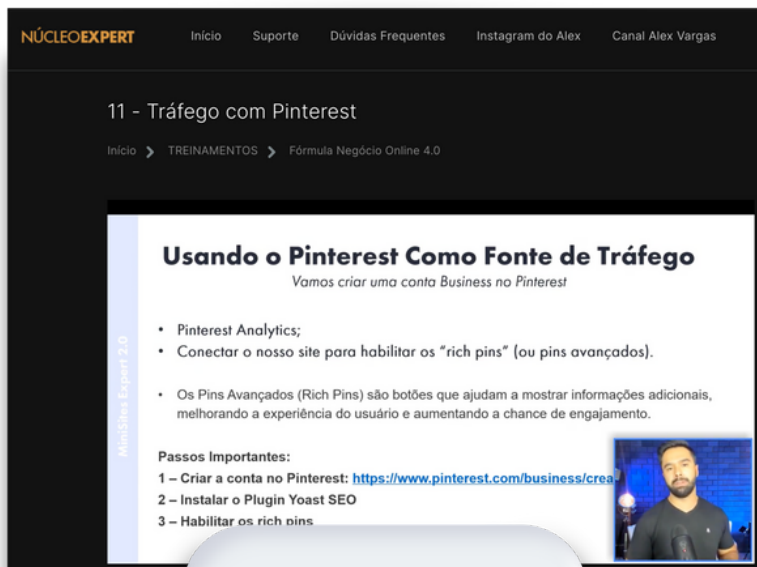 NÚCLEOEXPERT Início Suporte Dúvidas Frequentes Instagram do Alex Canal Alex Vargas
11 - Tráfego com Pinterest
Início > TREINAMENTOS > Fórmula Negócio Online 4.0
Usando o Pinterest Como Fonte de Tráfego
Vamos criar uma conta Business no Pinterest
• Pinterest Analytics;
• Conectar o nosso site para habilitar os “rich pins” (ou pins avançados).
• Os Pins Avançados (Rich Pins) são botões que ajudam a mostrar informações adicionais,
melhorando a experiência do usuário e aumentando a chance de engajamento.
MiniSites Expert 2.0
Passos Importantes:
1 – Criar a conta no Pinterest: https://www.pinterest.com/business/crea
2 – Instalar o Plugin Yoast SEO
3 – Habilitar os rich pins